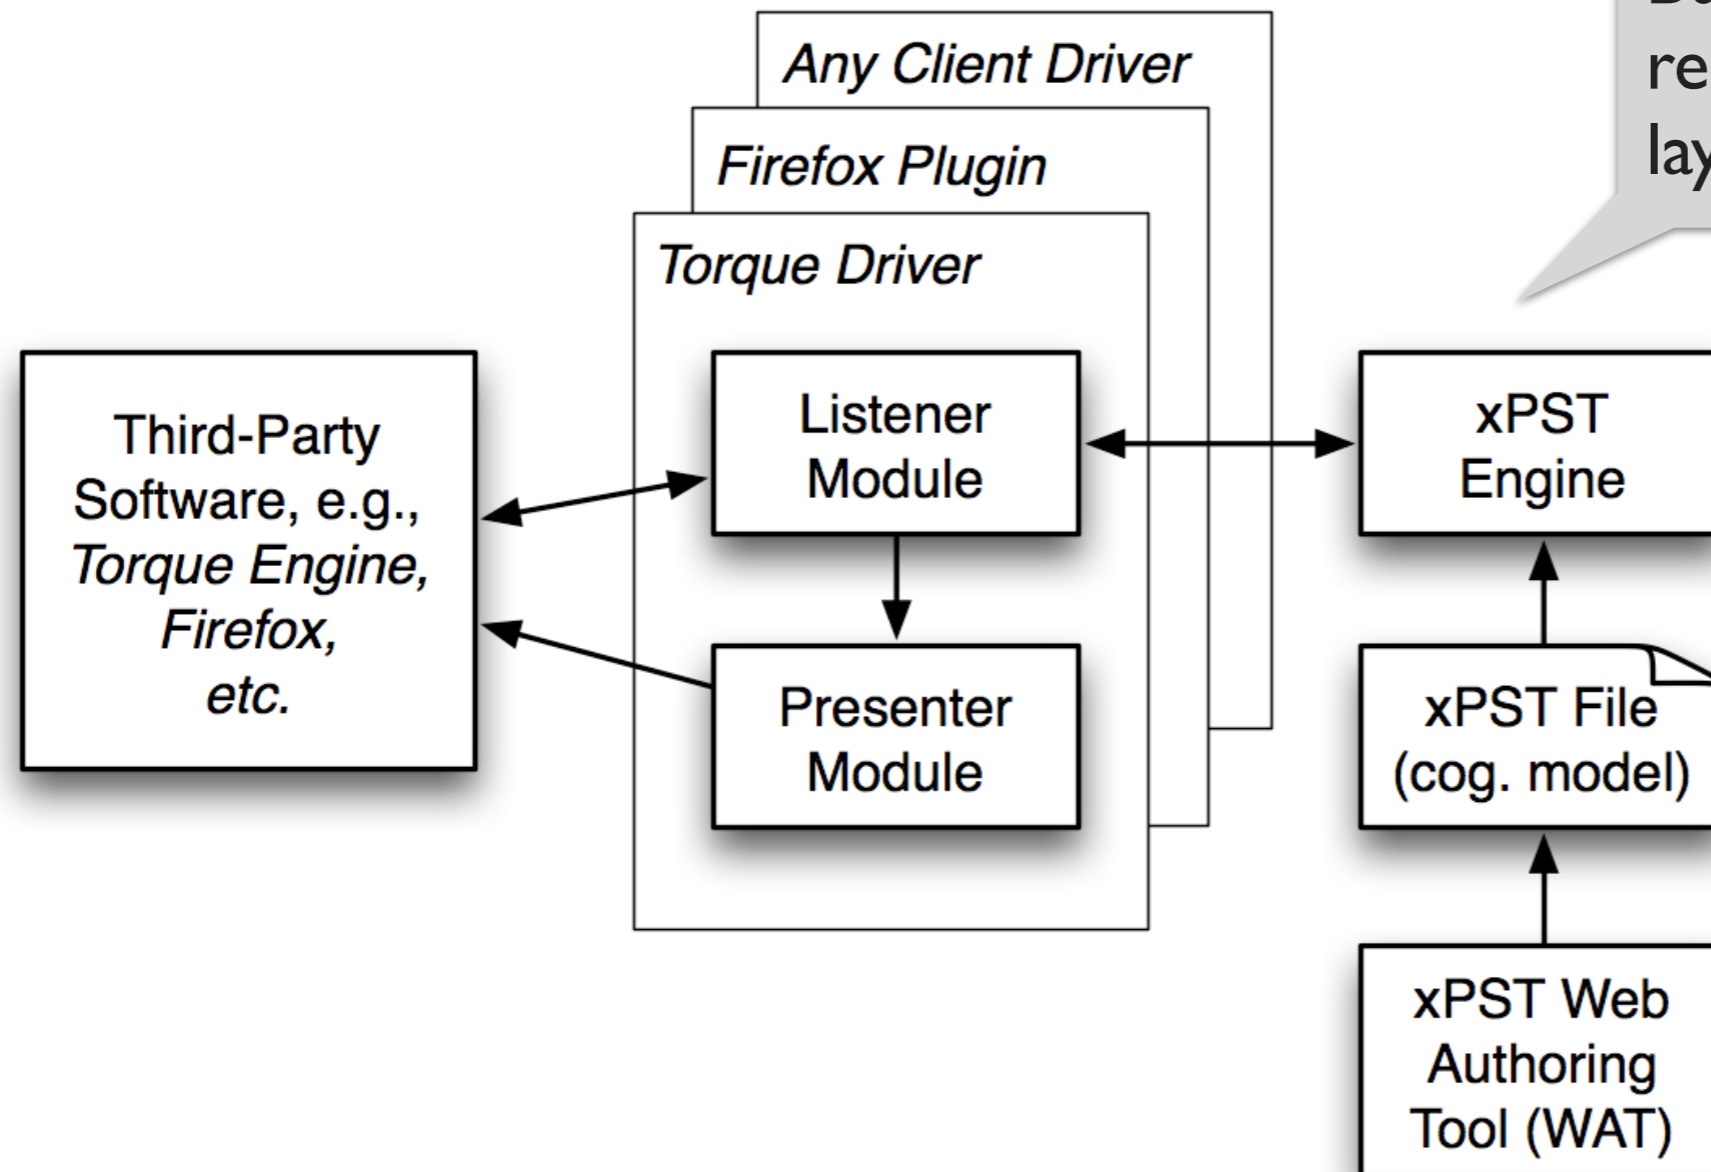 Any Client Driver
Firefox Plugin
Torque Driver
Third-Party
Software, e.g.,
Torque Engine,
Firefox,
etc.
Listener
Module
Presenter
Module
xPST
Engine
xPST File
(cog. model)
xPST Web
Authoring
Tool (WAT)